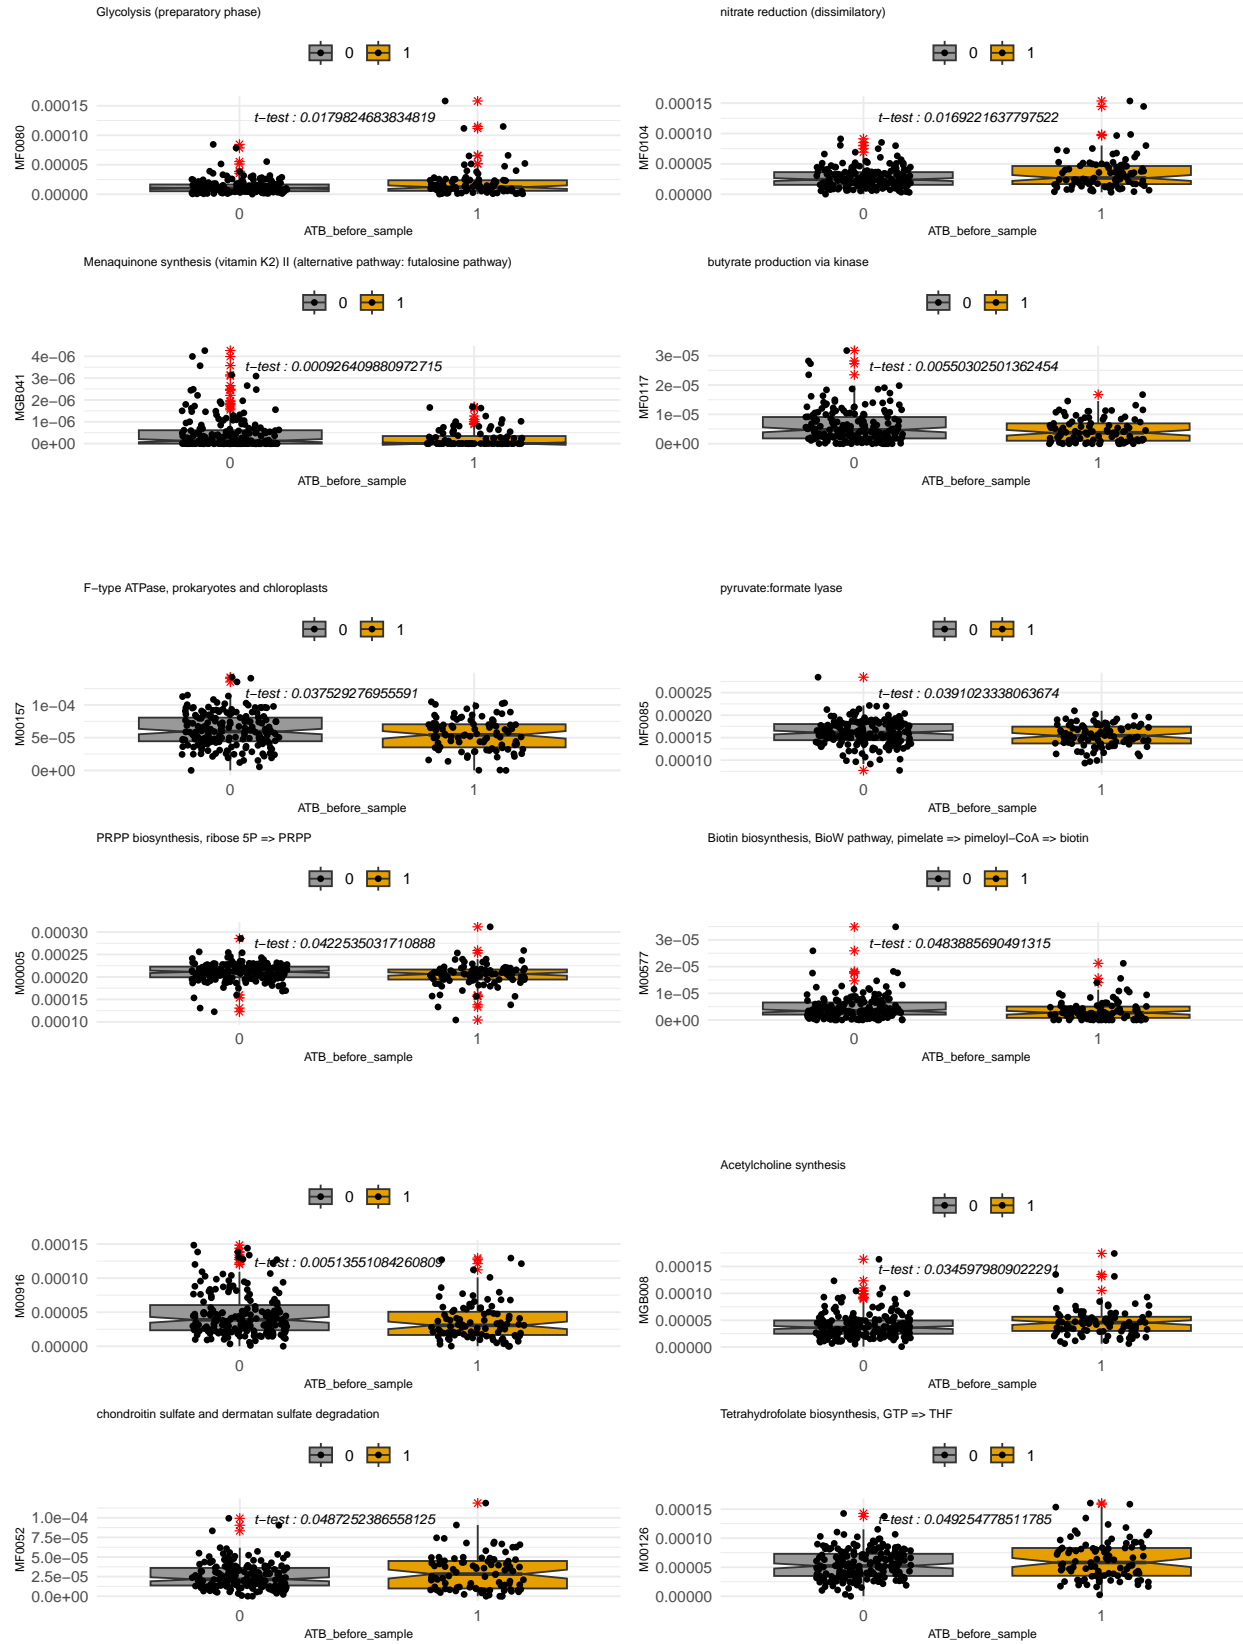 Glycolysis (preparatory phase)
0 1
0.00015
0.00010
0.00005
0.00000
MF0080
t−test : 0.0179824683834819
0 1
ATB_before_sample
nitrate reduction (dissimilatory)
0 1
0.00015
0.00010
0.00005
0.00000
MF0104
t−test : 0.0169221637797522
0 1
ATB_before_sample
Menaquinone synthesis (vitamin K2) II (alternative pathway: futalosine pathway)
0 1
4e−06
3e−06
2e−06
1e−06
0e+00
MGB041
t−test : 0.000926409880972715
0 1
ATB_before_sample
butyrate production via kinase
0 1
3e−05
2e−05
1e−05
0e+00
MF0117
t−test : 0.00550302501362454
0 1
ATB_before_sample
F−type ATPase, prokaryotes and chloroplasts
0 1
1e−04
5e−05
0e+00
M00157
t−test : 0.037529276955591
0 1
ATB_before_sample
pyruvate:formate lyase
0 1
0.00025
0.00020
0.00015
0.00010
MF0085
t−test : 0.0391023338063674
0 1
ATB_before_sample
PRPP biosynthesis, ribose 5P => PRPP
0 1
0.00030
0.00025
0.00020
0.00015
0.00010
M00005
t−test : 0.0422535031710888
0 1
ATB_before_sample
Biotin biosynthesis, BioW pathway, pimelate => pimeloyl−CoA => biotin
0 1
3e−05
2e−05
1e−05
0e+00
M00577
t−test : 0.0483885690491315
0 1
ATB_before_sample
0 1
0.00015
0.00010
0.00005
0.00000
M00916
t−test : 0.00513551084260809
0 1
ATB_before_sample
Acetylcholine synthesis
0 1
0.00015
0.00010
0.00005
0.00000
MGB008
t−test : 0.0345979809022291
0 1
ATB_before_sample
chondroitin sulfate and dermatan sulfate degradation
0 1
1.0e−04
7.5e−05
5.0e−05
2.5e−05
0.0e+00
MF0052
t−test : 0.0487252386558125
0 1
ATB_before_sample
Tetrahydrofolate biosynthesis, GTP => THF
0 1
0.00015
0.00010
0.00005
0.00000
M00126
t−test : 0.049254778511785
0 1
ATB_before_sample